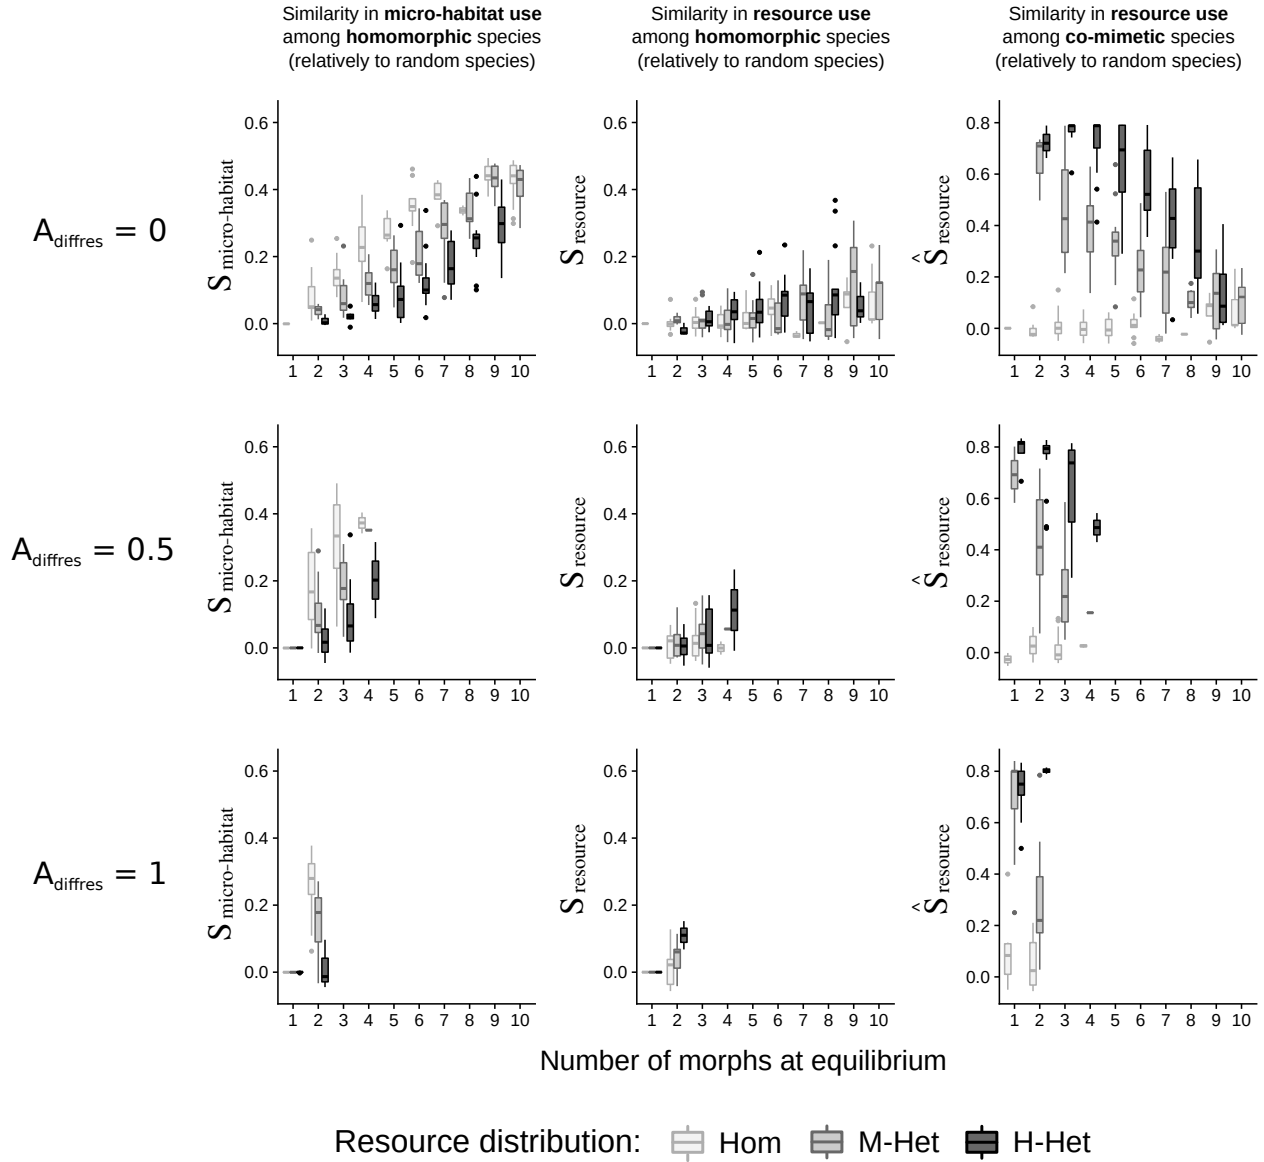 Similarity in micro-habitat use
among homomorphic species
(relatively to random species)
Similarity in resource use
among homomorphic species
(relatively to random species)
Similarity in resource use
among co-mimetic species
(relatively to random species)
A_diffres = 0
S micro-habitat
0.6
0.4
0.2
0.0
1 2 3 4 5 6 7 8 9 10
S resource
0.6
0.4
0.2
0.0
1 2 3 4 5 6 7 8 9 10
Ŝ resource
0.8
0.6
0.4
0.2
0.0
1 2 3 4 5 6 7 8 9 10
A_diffres = 0.5
S micro-habitat
0.6
0.4
0.2
0.0
1 2 3 4 5 6 7 8 9 10
S resource
0.6
0.4
0.2
0.0
1 2 3 4 5 6 7 8 9 10
Ŝ resource
0.8
0.6
0.4
0.2
0.0
1 2 3 4 5 6 7 8 9 10
A_diffres = 1
S micro-habitat
0.6
0.4
0.2
0.0
1 2 3 4 5 6 7 8 9 10
S resource
0.6
0.4
0.2
0.0
1 2 3 4 5 6 7 8 9 10
Ŝ resource
0.8
0.6
0.4
0.2
0.0
1 2 3 4 5 6 7 8 9 10
Number of morphs at equilibrium
Resource distribution: Hom M-Het H-Het